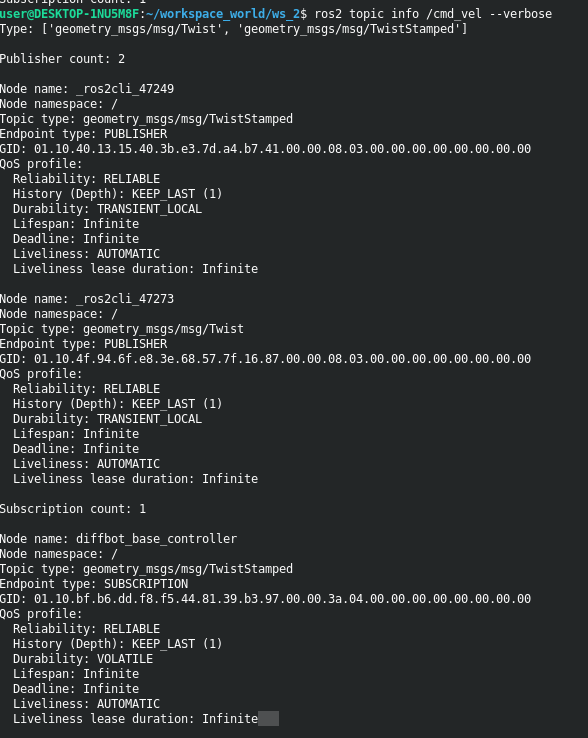 Subscription count: 1
user@DESKTOP-1NU5M8F:~/workspace_world/ws_2$ ros2 topic info /cmd_vel --verbose
Type: ['geometry_msgs/msg/Twist', 'geometry_msgs/msg/TwistStamped']
Publisher count: 2
Node name: _ros2cli_47249
Node namespace: /
Topic type: geometry_msgs/msg/TwistStamped
Endpoint type: PUBLISHER
GID: 01.10.40.13.15.40.3b.e3.7d.a4.b7.41.00.00.08.03.00.00.00.00.00.00.00.00
QoS profile:
  Reliability: RELIABLE
  History (Depth): KEEP_LAST (1)
  Durability: TRANSIENT_LOCAL
  Lifespan: Infinite
  Deadline: Infinite
  Liveliness: AUTOMATIC
  Liveliness lease duration: Infinite
Node name: _ros2cli_47273
Node namespace: /
Topic type: geometry_msgs/msg/Twist
Endpoint type: PUBLISHER
GID: 01.10.4f.94.6f.e8.3e.68.57.7f.16.87.00.00.08.03.00.00.00.00.00.00.00.00
QoS profile:
  Reliability: RELIABLE
  History (Depth): KEEP_LAST (1)
  Durability: TRANSIENT_LOCAL
  Lifespan: Infinite
  Deadline: Infinite
  Liveliness: AUTOMATIC
  Liveliness lease duration: Infinite
Subscription count: 1
Node name: diffbot_base_controller
Node namespace: /
Topic type: geometry_msgs/msg/TwistStamped
Endpoint type: SUBSCRIPTION
GID: 01.10.bf.b6.dd.f8.f5.44.81.39.b3.97.00.00.3a.04.00.00.00.00.00.00.00.00
QoS profile:
  Reliability: RELIABLE
  History (Depth): KEEP_LAST (1)
  Durability: VOLATILE
  Lifespan: Infinite
  Deadline: Infinite
  Liveliness: AUTOMATIC
  Liveliness lease duration: Infinite